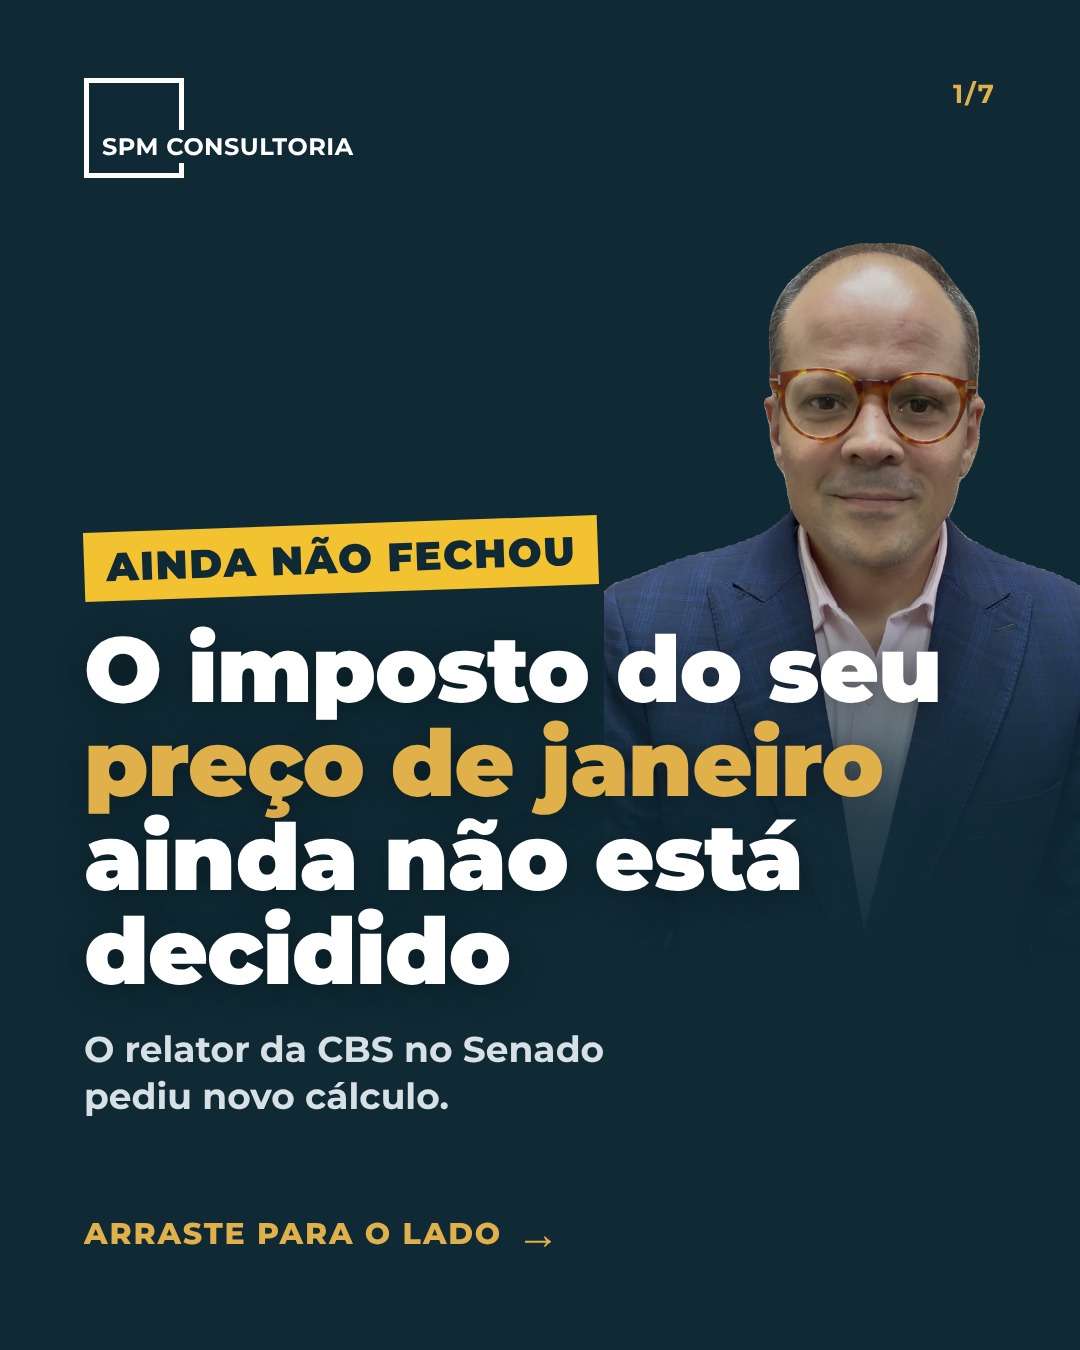 SPM CONSULTORIA
1/7
AINDA NÃO FECHOU
O imposto do seu
preço de janeiro
ainda não está
decidido
O relator da CBS no Senado
pediu novo cálculo.
ARRASTE PARA O LADO →